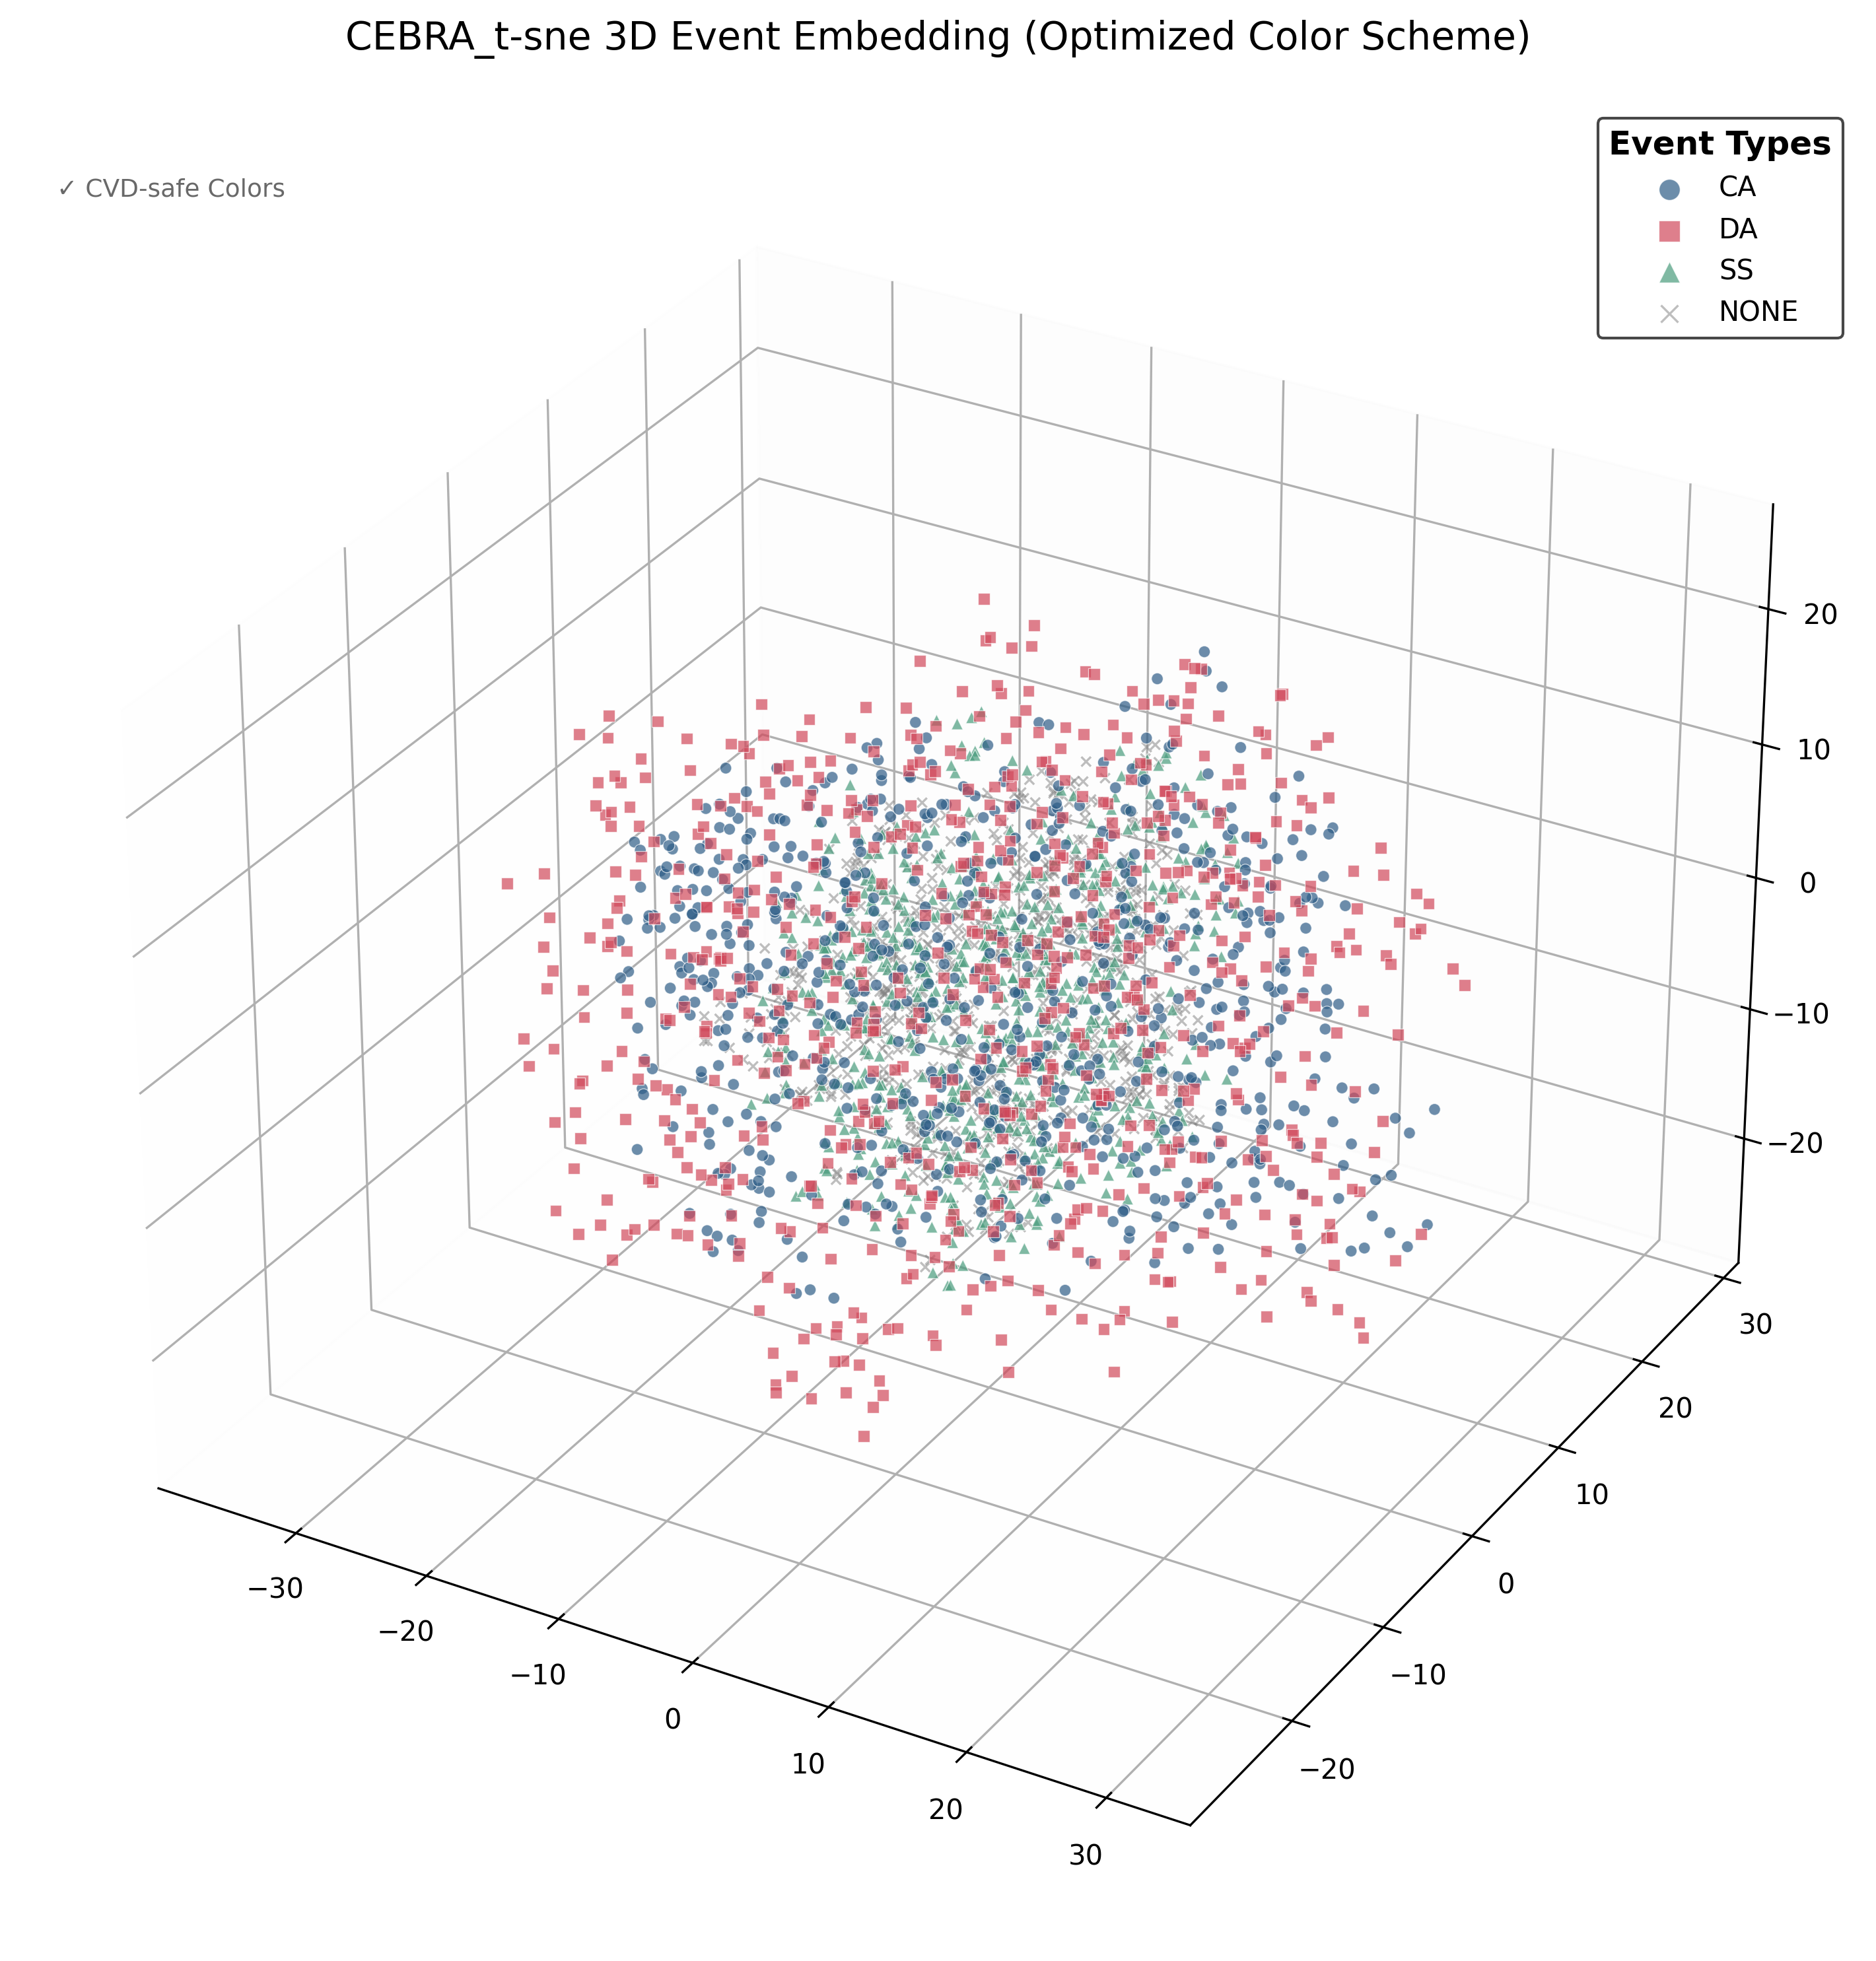 CEBRA_t-sne 3D Event Embedding (Optimized Color Scheme)
✓ CVD-safe Colors
Event Types
CA
DA
SS
NONE
20
10
0
−10
−20
30
20
10
0
−10
−20
−30
−20
−10
0
10
20
30